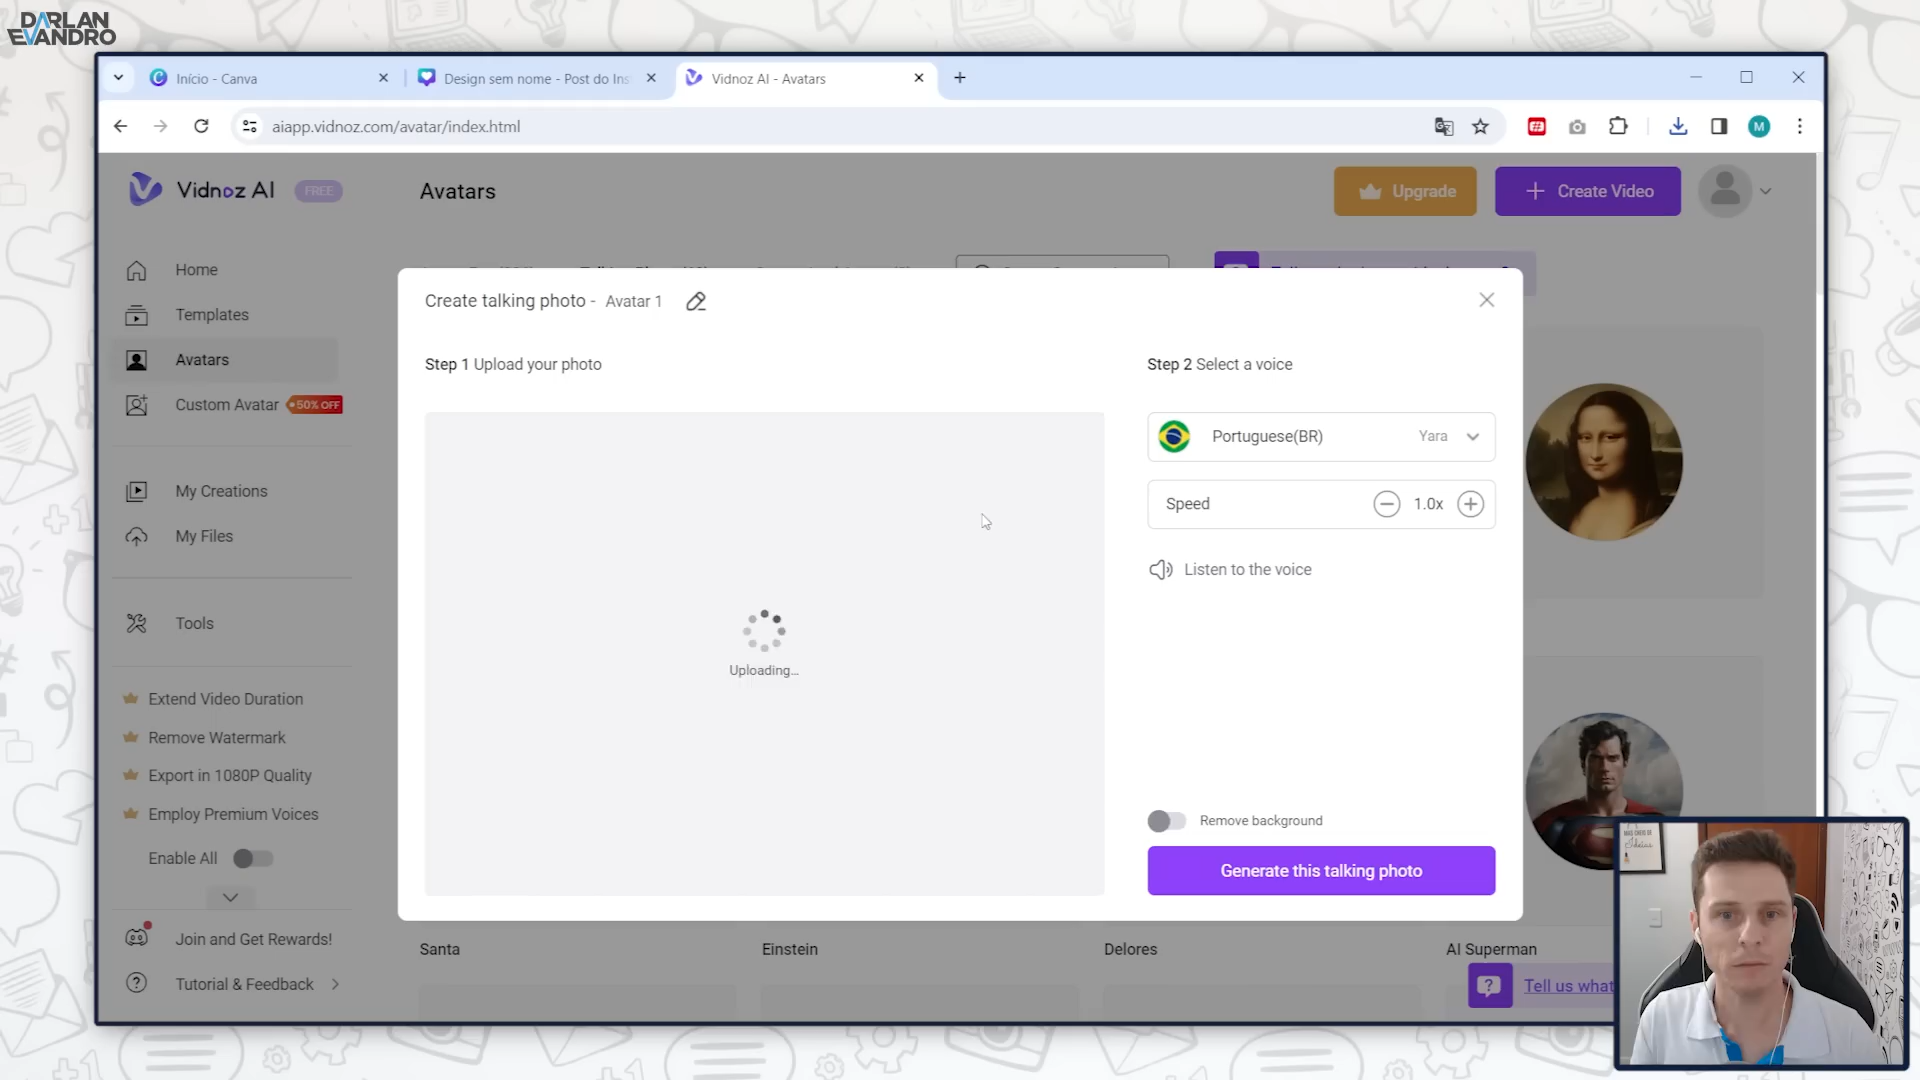 DARLAN
EVANDRO
Início - Canva
Design sem nome - Post do Ins
Vidnoz AI - Avatars
aiapp.vidnoz.com/avatar/index.html
M
Vidnoz AI
FREE
Avatars
Upgrade
Create Video
Home
Templates
Avatars
Custom Avatar
50% OFF
My Creations
My Files
Tools
Extend Video Duration
Remove Watermark
Export in 1080P Quality
Employ Premium Voices
Enable All
Join and Get Rewards!
Tutorial & Feedback
Create talking photo - Avatar 1
Step 1 Upload your photo
Uploading...
Step 2 Select a voice
Portuguese(BR)
Yara
Speed
1.0x
Listen to the voice
Remove background
Generate this talking photo
Santa
Einstein
Delores
AI Superman
Tell us what